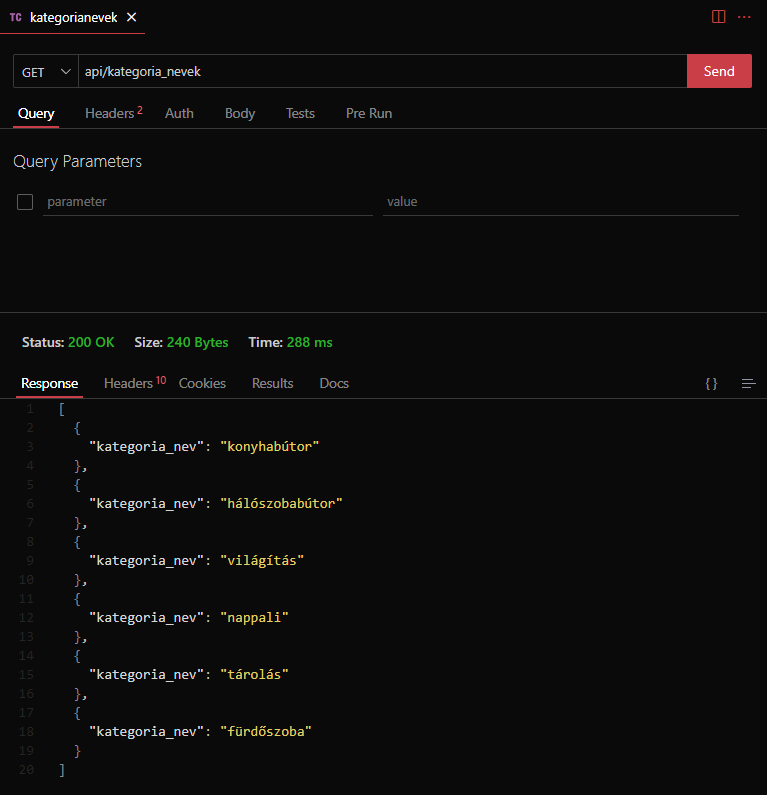 TC kategorianevek ×
GET api/kategoria_nevek Send
Query Headers 2 Auth Body Tests Pre Run
Query Parameters
parameter value
Status: 200 OK Size: 240 Bytes Time: 288 ms
Response Headers 10 Cookies Results Docs { }
1 [
2 {
3 "kategoria_nev": "konyhabútor"
4 },
5 {
6 "kategoria_nev": "hálószobabútor"
7 },
8 {
9 "kategoria_nev": "világítás"
10 },
11 {
12 "kategoria_nev": "nappali"
13 },
14 {
15 "kategoria_nev": "tárolás"
16 },
17 {
18 "kategoria_nev": "fürdőszoba"
19 }
20 ]